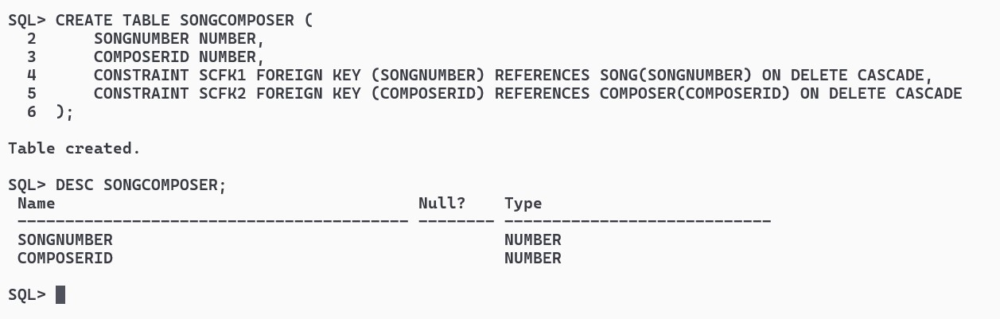 SQL> CREATE TABLE SONGCOMPOSER (
  2      SONGNUMBER NUMBER,
  3      COMPOSERID NUMBER,
  4      CONSTRAINT SCFK1 FOREIGN KEY (SONGNUMBER) REFERENCES SONG(SONGNUMBER) ON DELETE CASCADE,
  5      CONSTRAINT SCFK2 FOREIGN KEY (COMPOSERID) REFERENCES COMPOSER(COMPOSERID) ON DELETE CASCADE
  6  );
Table created.
SQL> DESC SONGCOMPOSER;
 Name                                      Null?    Type
 ----------------------------------------- -------- ----------------------------
 SONGNUMBER                                         NUMBER
 COMPOSERID                                         NUMBER
SQL>